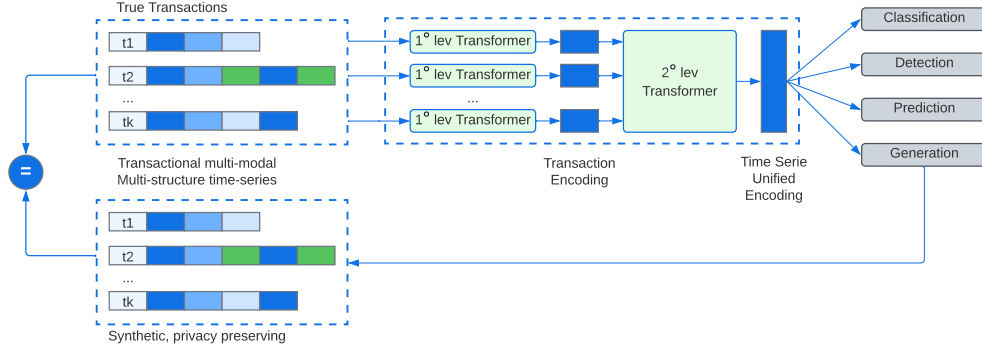 True Transactions
t1
t2
...
tk
Transactional multi-modal
Multi-structure time-series
1° lev Transformer
1° lev Transformer
...
1° lev Transformer
2° lev
Transformer
Transaction
Encoding
Time Serie
Unified
Encoding
Classification
Detection
Prediction
Generation
=
t1
t2
...
tk
Synthetic, privacy preserving